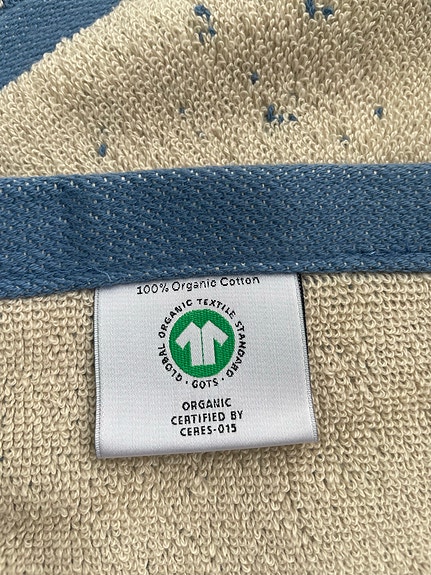 100% Organic Cotton
GLOBAL ORGANIC TEXTILE STANDARD
· GOTS ·
ORGANIC
CERTIFIED BY
CERES-015